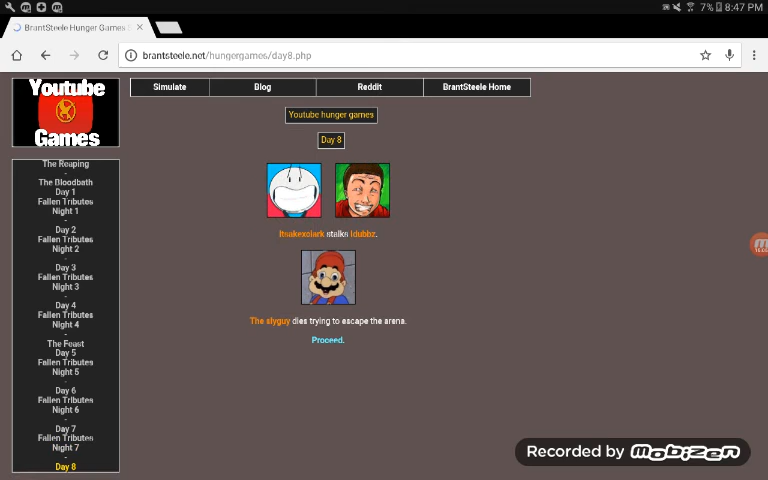 7% 8:47 PM
BrantSteele Hunger Games
brantsteele.net/hungergames/day8.php
Youtube
Games
Simulate Blog Reddit BrantSteele Home
Youtube hunger games
Day 8
Itsakexclark stalks Idubbz.
The slyguy dies trying to escape the arena.
Proceed.
The Reaping
-
The Bloodbath
Day 1
Fallen Tributes
Night 1
-
Day 2
Fallen Tributes
Night 2
-
Day 3
Fallen Tributes
Night 3
-
Day 4
Fallen Tributes
Night 4
-
The Feast
Day 5
Fallen Tributes
Night 5
-
Day 6
Fallen Tributes
Night 6
-
Day 7
Fallen Tributes
Night 7
-
Day 8
Recorded by mobizen